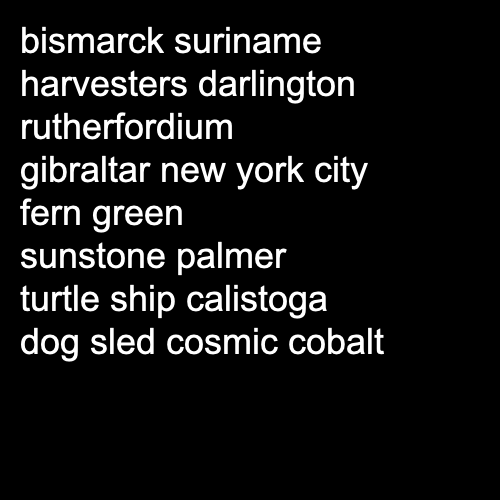 bismarck suriname
harvesters darlington
rutherfordium
gibraltar new york city
fern green
sunstone palmer
turtle ship calistoga
dog sled cosmic cobalt